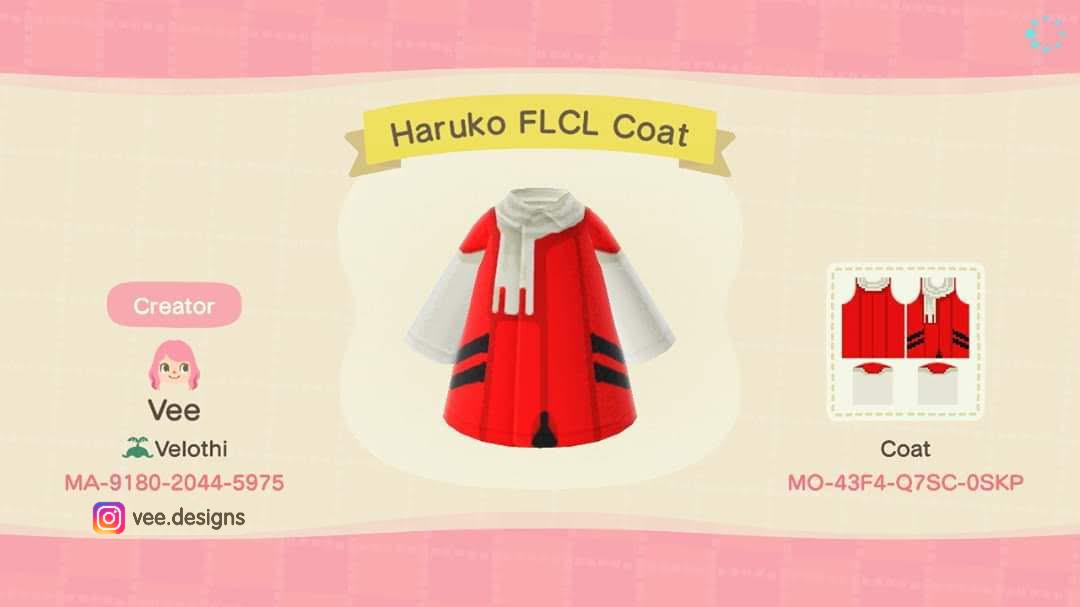 Haruko FLCL Coat
Creator
Vee
Velothi
MA-9180-2044-5975
vee.designs
Coat
MO-43F4-Q7SC-0SKP